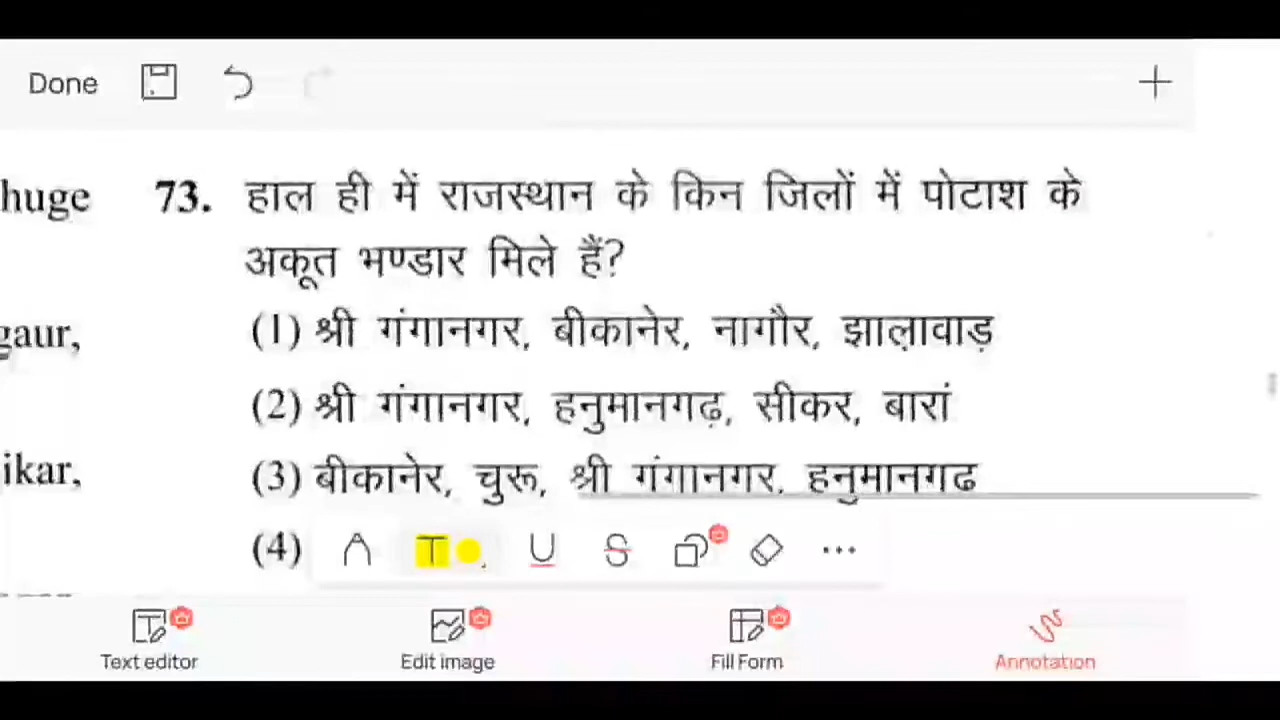 Done
huge 73. हाल ही में राजस्थान के किन जिलों में पोटाश के
अकूत भण्डार मिले हैं?
gaur, (1) श्री गंगानगर, बीकानेर, नागौर, झालावाड़
(2) श्री गंगानगर, हनुमानगढ़, सीकर, बारां
ikar, (3) बीकानेर, चुरू, श्री गंगानगर, हनुमानगढ
(4)
T U S
Text editor Edit image Fill Form Annotation